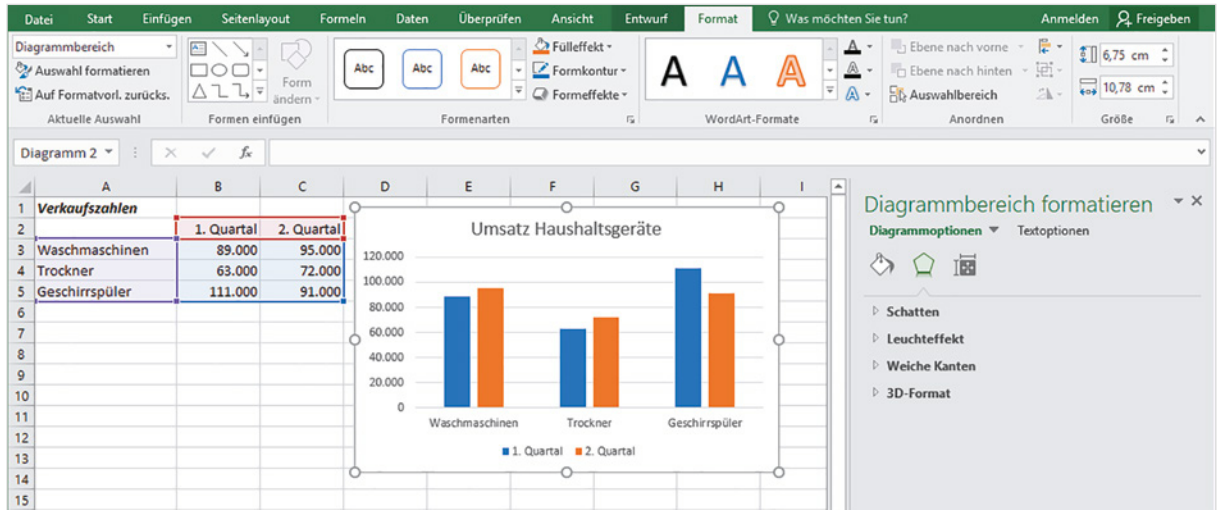 Datei Start Einfügen Seitenlayout Formeln Daten Überprüfen Ansicht Entwurf Format Was möchten Sie tun? Anmelden Freigeben
Diagrammbereich
Auswahl formatieren
Auf Formatvorl. zurücks.
Aktuelle Auswahl
Form
ändern
Formen einfügen
Abc Abc Abc
Fülleffekt
Formkontur
Formeffekte
Formenarten
A A A
WordArt-Formate
Ebene nach vorne
Ebene nach hinten
Auswahlbereich
Anordnen
6,75 cm
10,78 cm
Größe
Diagramm 2 fx
A B C D E F G H I
1 Verkaufszahlen
2 1. Quartal 2. Quartal
3 Waschmaschinen 89.000 95.000
4 Trockner 63.000 72.000
5 Geschirrspüler 111.000 91.000
6
7
8
9
10
11
12
13
14
15
Umsatz Haushaltsgeräte
120.000
100.000
80.000
60.000
40.000
20.000
0
Waschmaschinen Trockner Geschirrspüler
1. Quartal 2. Quartal
Diagrammbereich formatieren
Diagrammoptionen Textoptionen
Schatten
Leuchteffekt
Weiche Kanten
3D-Format